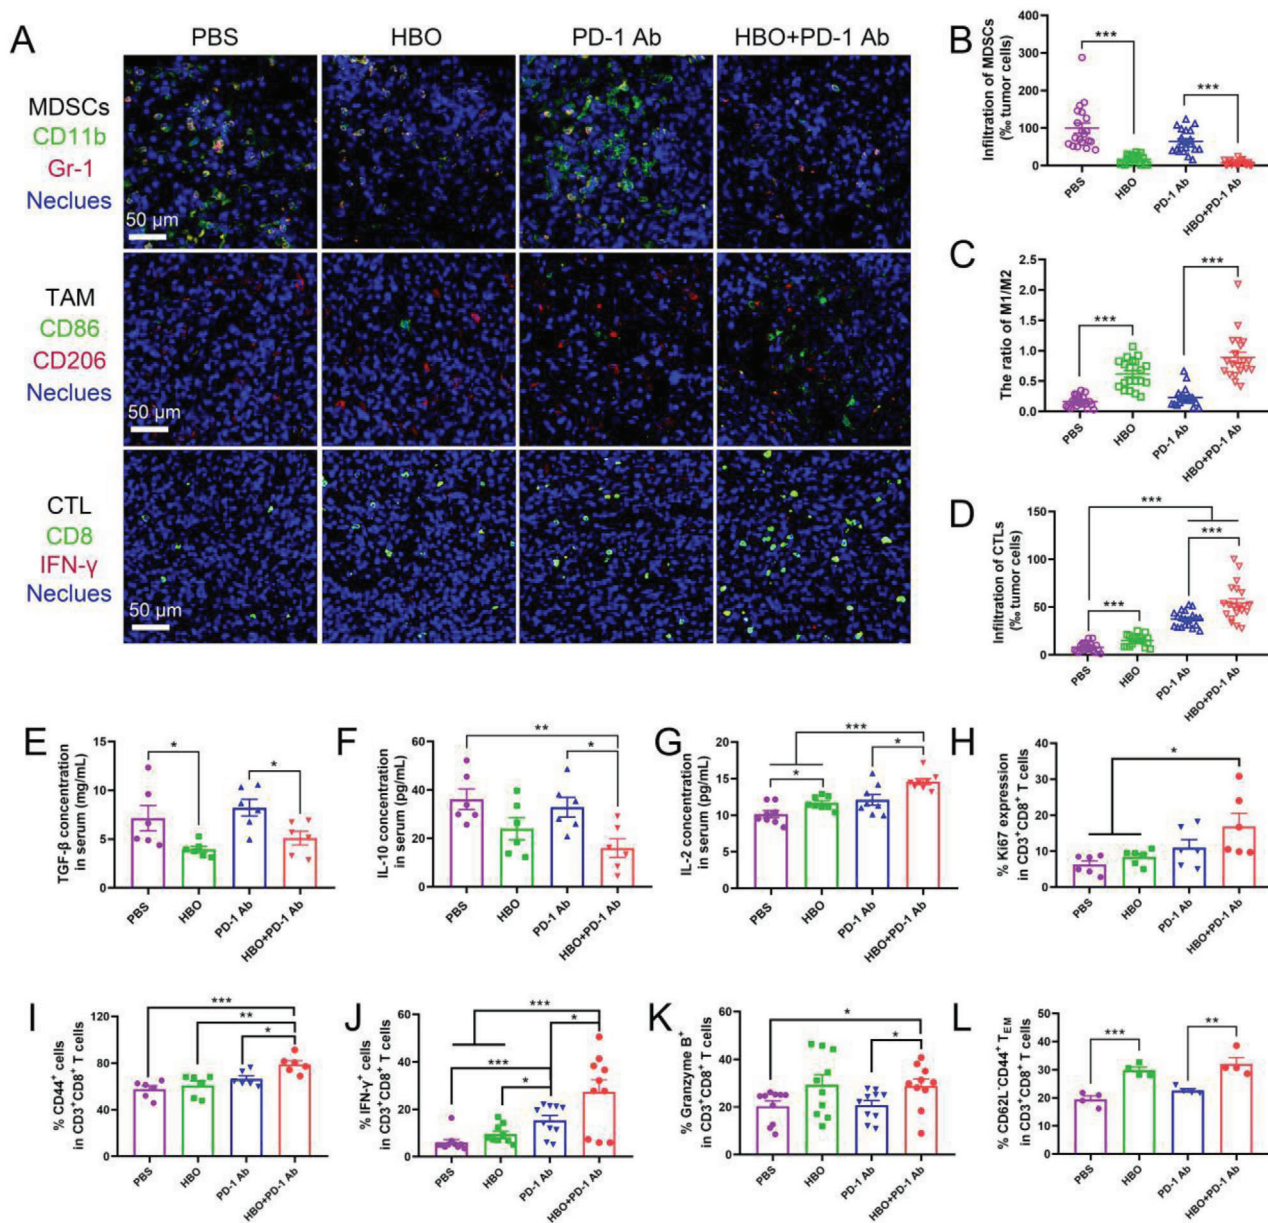 A
PBS
HBO
PD-1 Ab
HBO+PD-1 Ab
MDSCs
CD11b
Gr-1
Neclues
50 μm
TAM
CD86
CD206
Neclues
50 μm
CTL
CD8
IFN-γ
Neclues
50 μm
B
Infiltration of MDSCs
(‰ tumor cells)
400
300
200
100
0
***
***
PBS
HBO
PD-1 Ab
HBO+PD-1 Ab
C
The ratio of M1/M2
2.5
2.0
1.5
1.0
0.5
0.0
***
***
PBS
HBO
PD-1 Ab
HBO+PD-1 Ab
D
Infiltration of CTLs
(‰ tumor cells)
150
100
50
0
***
***
***
PBS
HBO
PD-1 Ab
HBO+PD-1 Ab
E
TGF-β concentration
in serum (mg/mL)
15
10
5
0
*
*
PBS
HBO
PD-1 Ab
HBO+PD-1 Ab
F
IL-10 concentration
in serum (pg/mL)
60
40
20
0
**
*
PBS
HBO
PD-1 Ab
HBO+PD-1 Ab
G
IL-2 concentration
in serum (pg/mL)
20
15
10
5
0
***
*
*
PBS
HBO
PD-1 Ab
HBO+PD-1 Ab
H
% Ki67 expression
in CD3⁺CD8⁺ T cells
40
30
20
10
0
*
PBS
HBO
PD-1 Ab
HBO+PD-1 Ab
I
% CD44⁺ cells
in CD3⁺CD8⁺ T cells
120
80
40
0
***
**
*
PBS
HBO
PD-1 Ab
HBO+PD-1 Ab
J
% IFN-γ⁺ cells
in CD3⁺CD8⁺ T cells
60
40
20
0
***
*
***
*
PBS
HBO
PD-1 Ab
HBO+PD-1 Ab
K
% Granzyme B⁺
in CD3⁺CD8⁺ T cells
60
40
20
0
*
*
PBS
HBO
PD-1 Ab
HBO+PD-1 Ab
L
% CD62L⁻CD44⁺ T_EM
in CD3⁺CD8⁺ T cells
50
40
30
20
10
0
***
**
PBS
HBO
PD-1 Ab
HBO+PD-1 Ab